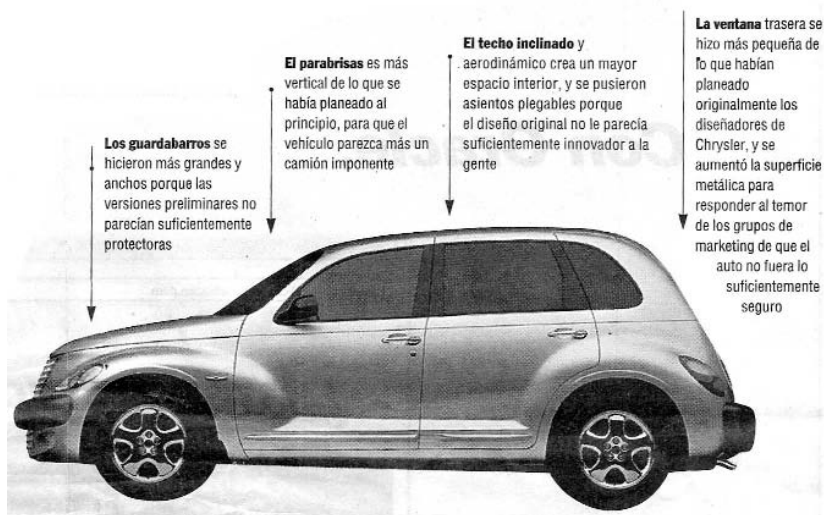 Los guardabarros se
hicieron más grandes y
anchos porque las
versiones preliminares no
parecían suficientemente
protectoras
El parabrisas es más
vertical de lo que se
había planeado al
principio, para que el
vehículo parezca más un
camión imponente
El techo inclinado y
aerodinámico crea un mayor
espacio interior, y se pusieron
asientos plegables porque
el diseño original no le parecía
suficientemente innovador a la
gente
La ventana trasera se
hizo más pequeña de
lo que habían
planeado
originalmente los
diseñadores de
Chrysler, y se
aumentó la superficie
metálica para
responder al temor
de los grupos de
marketing de que el
auto no fuera lo
suficientemente
seguro